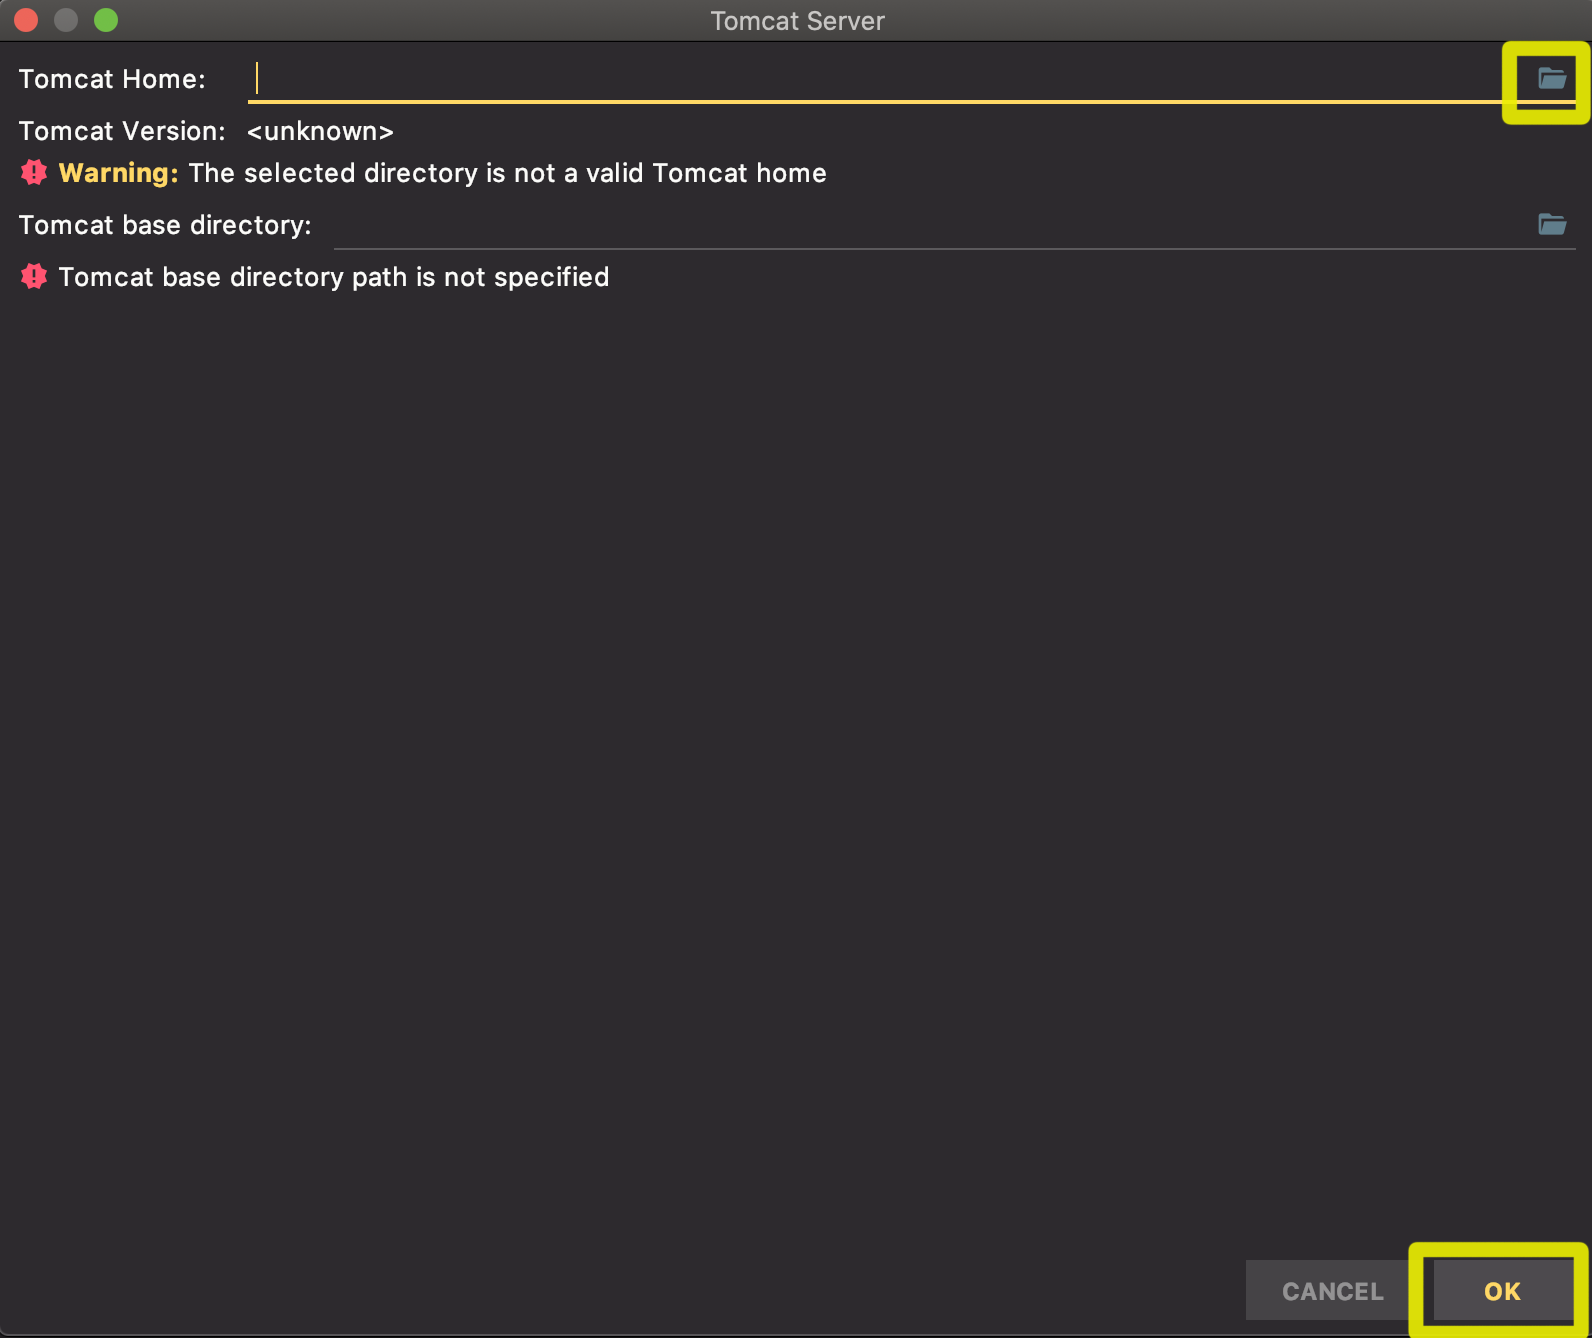 Tomcat Server
Tomcat Home:
Tomcat Version: <unknown>
Warning: The selected directory is not a valid Tomcat home
Tomcat base directory:
Tomcat base directory path is not specified
CANCEL OK